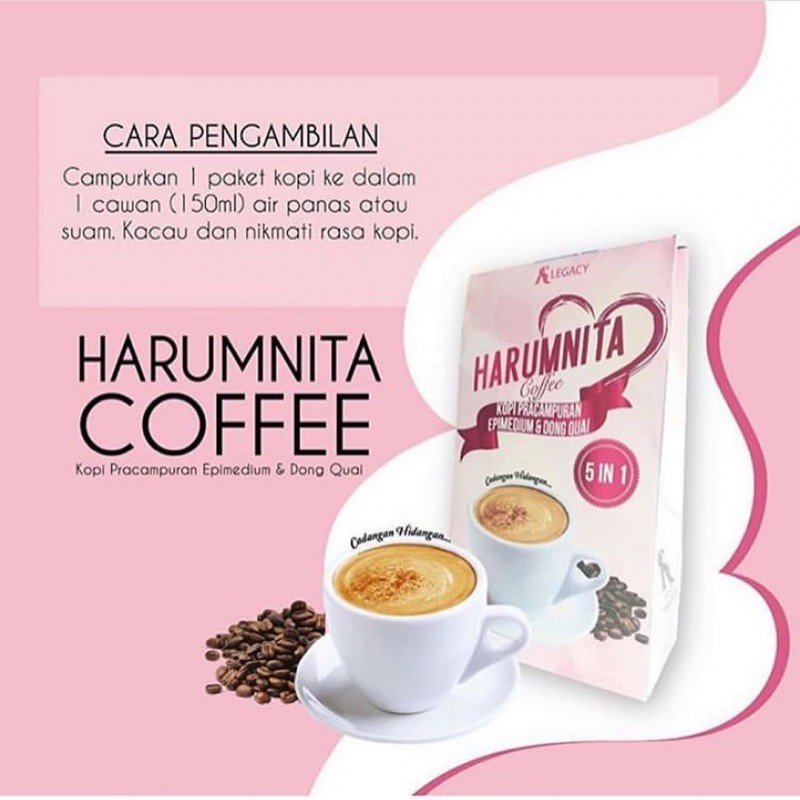 CARA PENGAMBILAN
Campurkan 1 paket kopi ke dalam
1 cawan (150ml) air panas atau
suam. Kacau dan nikmati rasa kopi.
HARUMNITA
COFFEE
Kopi Pracampuran Epimedium & Dong Quai
Cadangan Hidangan...
LEGACY
HARUMNITA
Coffee
KOPI PRACAMPURAN
EPIMEDIUM & DONG QUAI
5 IN 1
Cadangan Hidangan...